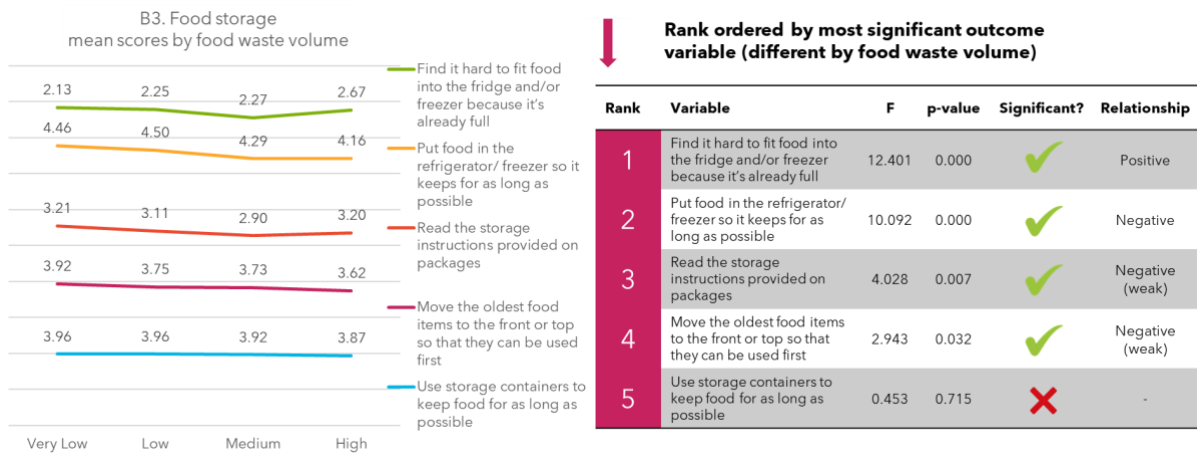 B3. Food storage
mean scores by food waste volume
2.13 2.25 2.27 2.67
4.46 4.50 4.29 4.16
3.21 3.11 2.90 3.20
3.92 3.75 3.73 3.62
3.96 3.96 3.92 3.87
Very Low Low Medium High
Find it hard to fit food
into the fridge and/or
freezer because it's
already full
Put food in the
refrigerator/ freezer so it
keeps for as long as
possible
Read the storage
instructions provided on
packages
Move the oldest food
items to the front or top
so that they can be used
first
Use storage containers to
keep food for as long as
possible
Rank ordered by most significant outcome
variable (different by food waste volume)
Rank Variable F p-value Significant? Relationship
1 Find it hard to fit food into
the fridge and/or freezer
because it's already full
12.401 0.000 Positive
2 Put food in the refrigerator/
freezer so it keeps for as
long as possible
10.092 0.000 Negative
3 Read the storage
instructions provided on
packages
4.028 0.007 Negative
(weak)
4 Move the oldest food items
to the front or top so that
they can be used first
2.943 0.032 Negative
(weak)
5 Use storage containers to
keep food for as long as
possible
0.453 0.715 -